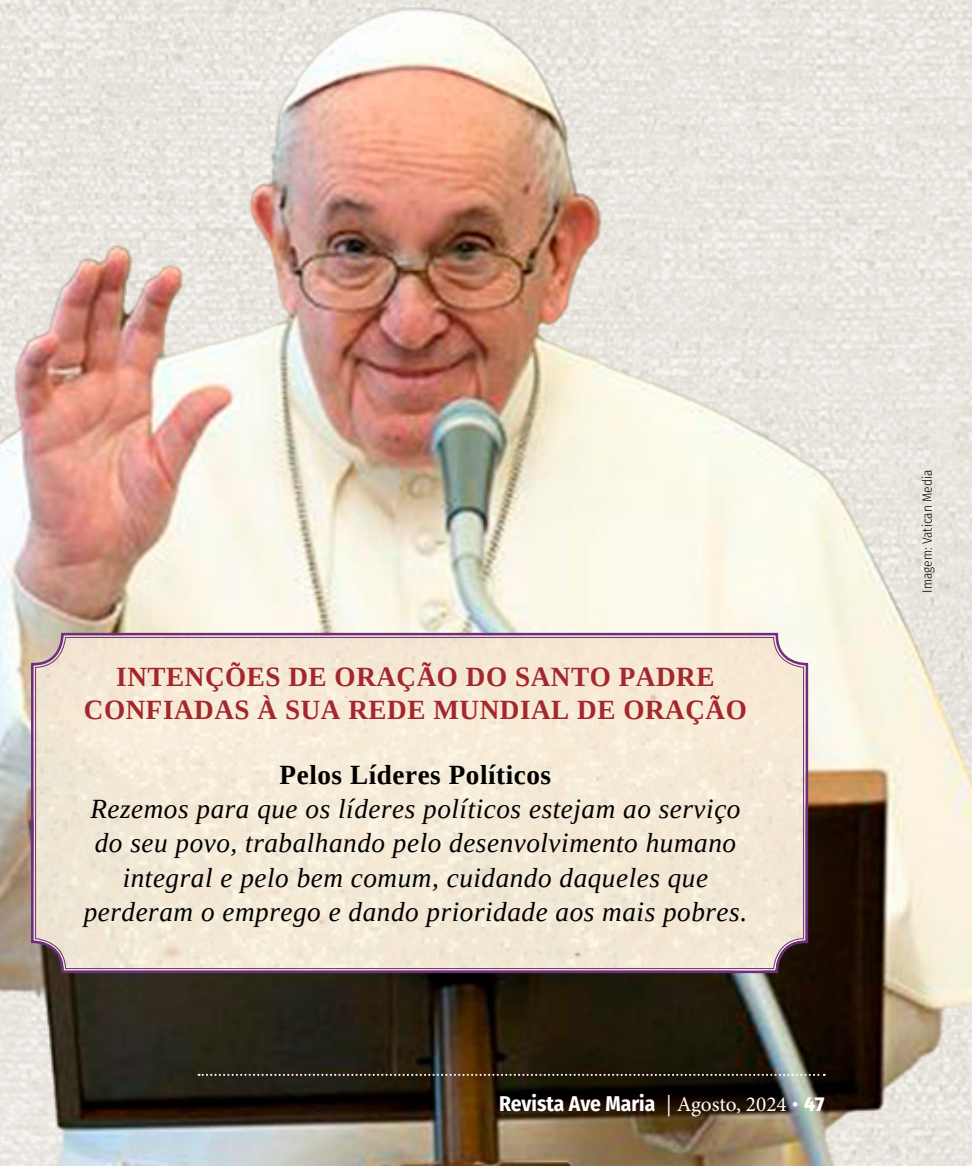 Imagem: Vatican Media
INTENÇÕES DE ORAÇÃO DO SANTO PADRE
CONFIADAS À SUA REDE MUNDIAL DE ORAÇÃO
Pelos Líderes Políticos
Rezemos para que os líderes políticos estejam ao serviço
do seu povo, trabalhando pelo desenvolvimento humano
integral e pelo bem comum, cuidando daqueles que
perderam o emprego e dando prioridade aos mais pobres.
Revista Ave Maria | Agosto, 2024 • 47